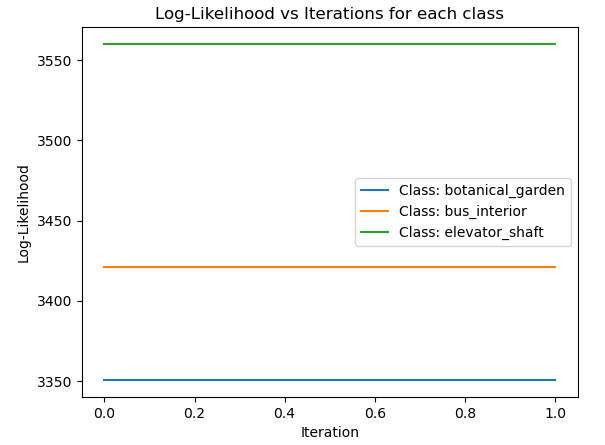 Log-Likelihood vs Iterations for each class
3550
3500
3450
3400
3350
Log-Likelihood
Class: botanical_garden
Class: bus_interior
Class: elevator_shaft
0.0 0.2 0.4 0.6 0.8 1.0
Iteration